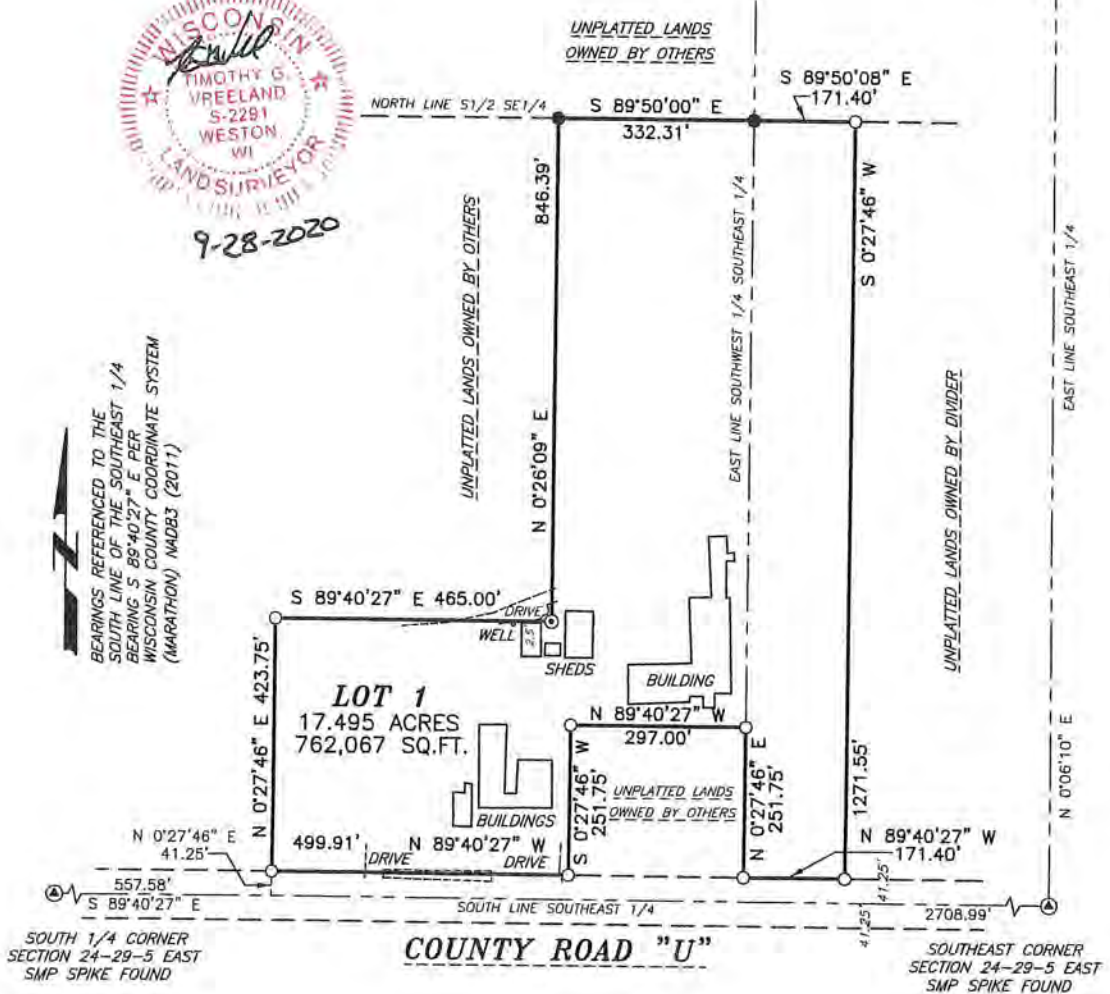 WISCONSIN
TIMOTHY G.
VREELAND
S-2291
WESTON
WI
LAND SURVEYOR
9-28-2020
UNPLATTED LANDS
OWNED BY OTHERS
S 89°50'08" E
171.40'
NORTH LINE S1/2 SE1/4
S 89°50'00" E
332.31'
846.39'
N 0°26'09" E
UNPLATTED LANDS OWNED BY OTHERS
EAST LINE SOUTHWEST 1/4 SOUTHEAST 1/4
S 0°27'46" W
1271.55'
UNPLATTED LANDS OWNED BY DIVIDER
EAST LINE SOUTHEAST 1/4
N 0°06'10" E
BEARINGS REFERENCED TO THE
SOUTH LINE OF THE SOUTHEAST 1/4
BEARING S 89°40'27" E PER
WISCONSIN COUNTY COORDINATE SYSTEM
(MARATHON) NAD83 (2011)
S 89°40'27" E 465.00'
DRIVE
WELL
2.5'
SHEDS
BUILDING
N 0°27'46" E 423.75'
LOT 1
17.495 ACRES
762,067 SQ.FT.
N 89°40'27" W
297.00'
S 0°27'46" W
251.75'
UNPLATTED LANDS
OWNED BY OTHERS
N 0°27'46" E
251.75'
BUILDINGS
N 0°27'46" E
41.25'
499.91'
N 89°40'27" W
DRIVE
DRIVE
N 89°40'27" W
171.40'
557.58'
S 89°40'27" E
SOUTH LINE SOUTHEAST 1/4
41.25'
41.25
2708.99'
SOUTH 1/4 CORNER
SECTION 24-29-5 EAST
SMP SPIKE FOUND
COUNTY ROAD "U"
SOUTHEAST CORNER
SECTION 24-29-5 EAST
SMP SPIKE FOUND